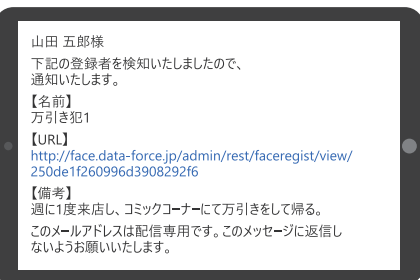 山田 五郎様
下記の登録者を検知いたしましたので、
通知いたします。
【名前】
万引き犯1
【URL】
http://face.data-force.jp/admin/rest/faceregist/view/
250de1f260996d3908292f6
【備考】
週に1度来店し、コミックコーナーにて万引きをして帰る。
このメールアドレスは配信専用です。このメッセージに返信し
ないようお願いいたします。